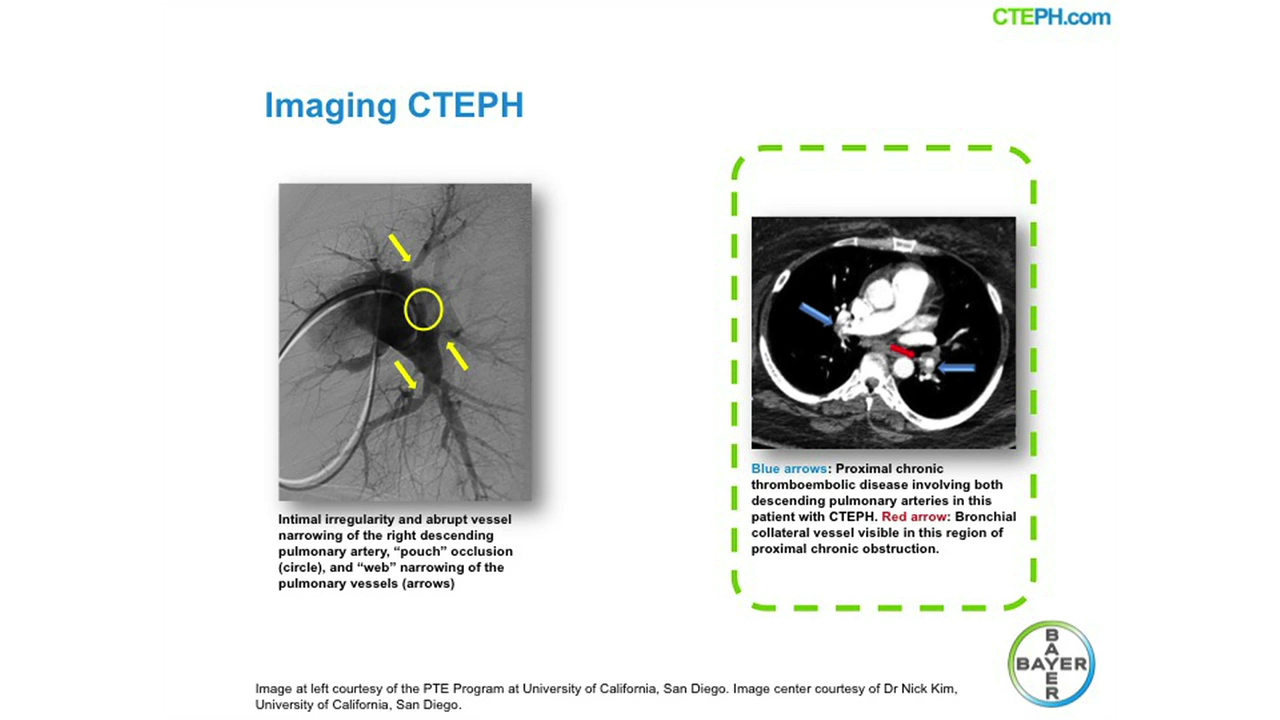 CTEPH.com
Imaging CTEPH
Intimal irregularity and abrupt vessel
narrowing of the right descending
pulmonary artery, “pouch” occlusion
(circle), and “web” narrowing of the
pulmonary vessels (arrows)
Blue arrows: Proximal chronic
thromboembolic disease involving both
descending pulmonary arteries in this
patient with CTEPH. Red arrow: Bronchial
collateral vessel visible in this region of
proximal chronic obstruction.
BAYER
BAYER
Image at left courtesy of the PTE Program at University of California, San Diego. Image center courtesy of Dr Nick Kim,
University of California, San Diego.